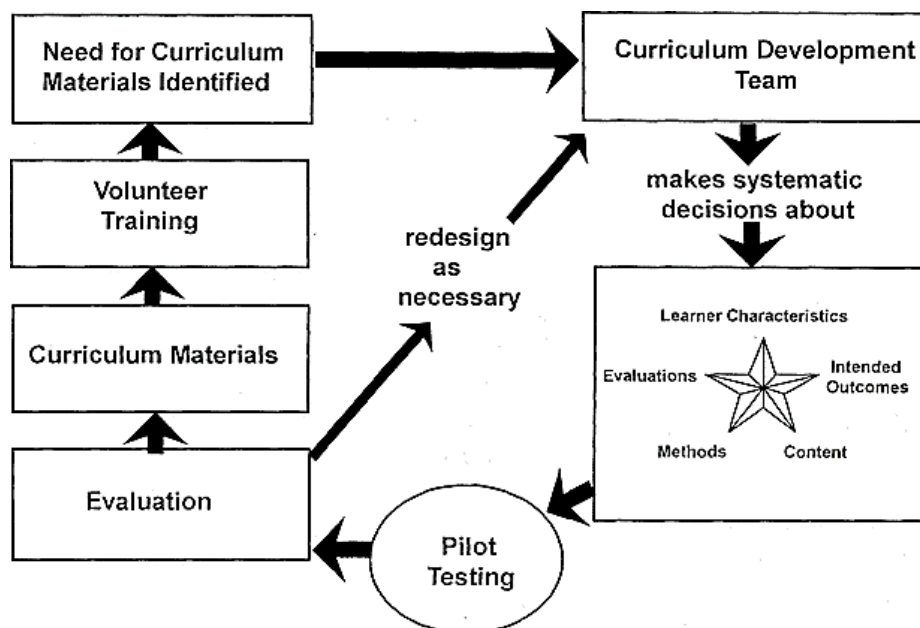 Need for Curriculum
Materials Identified
Curriculum Development
Team
makes systematic
decisions about
Learner Characteristics
Evaluations
Intended
Outcomes
Methods
Content
Pilot
Testing
Evaluation
redesign
as
necessary
Curriculum Materials
Volunteer
Training